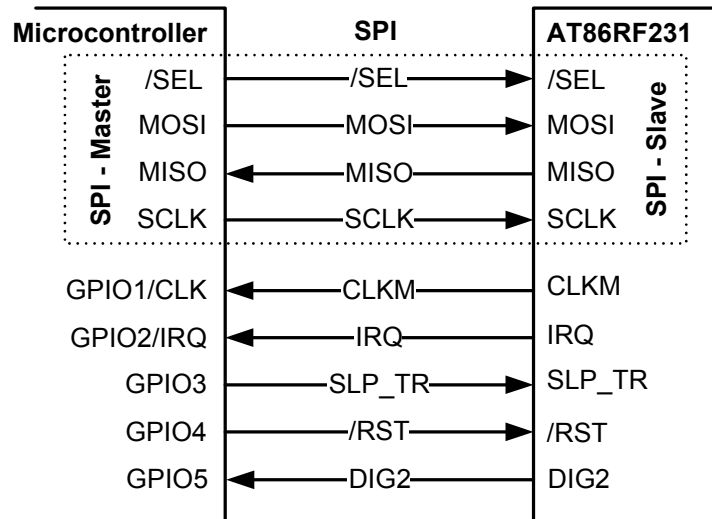 Microcontroller SPI AT86RF231
/SEL /SEL /SEL
MOSI MOSI MOSI
MISO MISO MISO
SCLK SCLK SCLK
SPI - Master
SPI - Slave
GPIO1/CLK CLKM CLKM
GPIO2/IRQ IRQ IRQ
GPIO3 SLP_TR SLP_TR
GPIO4 /RST /RST
GPIO5 DIG2 DIG2